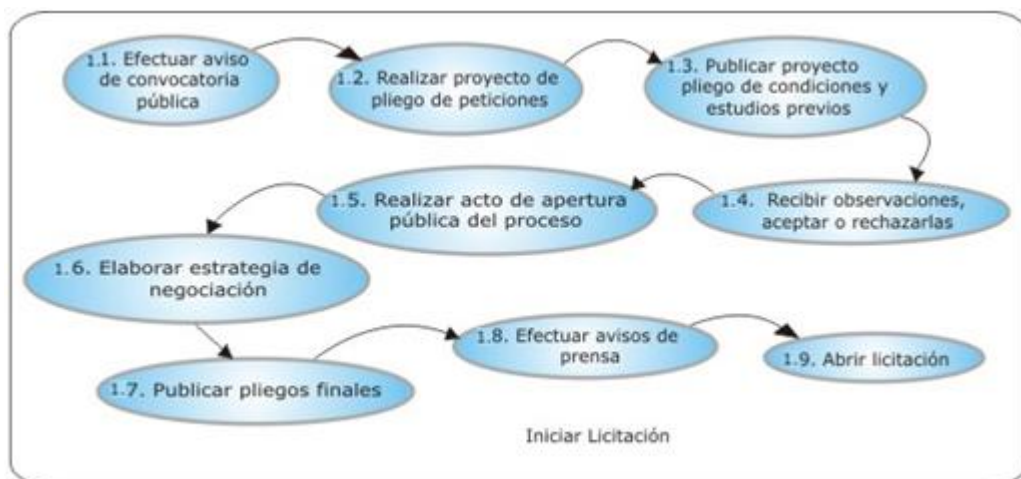 1.1. Efectuar aviso
de convocatoria
pública
1.2. Realizar proyecto de
pliego de peticiones
1.3. Publicar proyecto
pliego de condiciones y
estudios previos
1.4. Recibir observaciones,
aceptar o rechazarlas
1.5. Realizar acto de apertura
pública del proceso
1.6. Elaborar estrategia de
negociación
1.7. Publicar pliegos finales
1.8. Efectuar avisos de
prensa
1.9. Abrir licitación
Iniciar Licitación